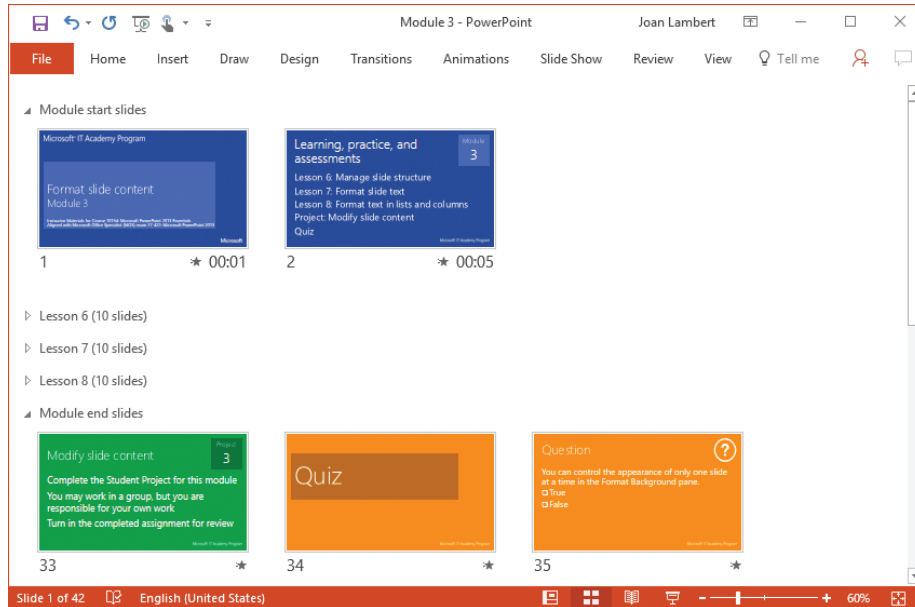 Module 3 - PowerPoint
Joan Lambert
File Home Insert Draw Design Transitions Animations Slide Show Review View Tell me
Module start slides
Microsoft IT Academy Program
Format slide content
Module 3
Microsoft
1 00:01
Learning, practice, and
assessments
Module
3
Lesson 6: Manage slide structure
Lesson 7: Format slide text
Lesson 8: Format text in lists and columns
Project: Modify slide content
Quiz
Microsoft IT Academy Program
2 00:05
Lesson 6 (10 slides)
Lesson 7 (10 slides)
Lesson 8 (10 slides)
Module end slides
Modify slide content
Project
3
Complete the Student Project for this module
You may work in a group, but you are
responsible for your own work
Turn in the completed assignment for review
Microsoft IT Academy Program
33
Quiz
Microsoft IT Academy Program
34
Question
?
You can control the appearance of only one slide
at a time in the Format Background pane.
True
False
Microsoft IT Academy Program
35
Slide 1 of 42 English (United States) 60%